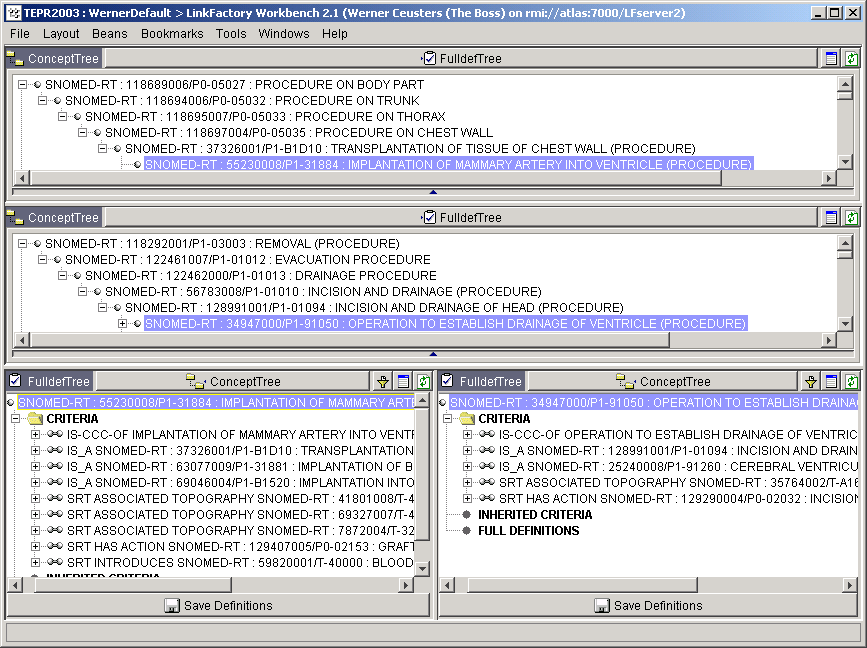 TEPR2003 : WernerDefault > LinkFactory Workbench 2.1 (Werner Ceusters (The Boss) on rmi://atlas:7000/LFserver2)
File Layout Beans Bookmarks Tools Windows Help
ConceptTree FulldefTree
SNOMED-RT : 118689006/P0-05027 : PROCEDURE ON BODY PART
SNOMED-RT : 118694006/P0-05032 : PROCEDURE ON TRUNK
SNOMED-RT : 118695007/P0-05033 : PROCEDURE ON THORAX
SNOMED-RT : 118697004/P0-05035 : PROCEDURE ON CHEST WALL
SNOMED-RT : 37326001/P1-B1D10 : TRANSPLANTATION OF TISSUE OF CHEST WALL (PROCEDURE)
SNOMED-RT : 55230008/P1-31884 : IMPLANTATION OF MAMMARY ARTERY INTO VENTRICLE (PROCEDURE)
ConceptTree FulldefTree
SNOMED-RT : 118292001/P1-03003 : REMOVAL (PROCEDURE)
SNOMED-RT : 122461007/P1-01012 : EVACUATION PROCEDURE
SNOMED-RT : 122462000/P1-01013 : DRAINAGE PROCEDURE
SNOMED-RT : 56783008/P1-01010 : INCISION AND DRAINAGE (PROCEDURE)
SNOMED-RT : 128991001/P1-01094 : INCISION AND DRAINAGE OF HEAD (PROCEDURE)
SNOMED-RT : 34947000/P1-91050 : OPERATION TO ESTABLISH DRAINAGE OF VENTRICLE (PROCEDURE)
FulldefTree ConceptTree
SNOMED-RT : 55230008/P1-31884 : IMPLANTATION OF MAMMARY ART
CRITERIA
IS-CCC-OF IMPLANTATION OF MAMMARY ARTERY INTO VENT
IS_A SNOMED-RT : 37326001/P1-B1D10 : TRANSPLANTATION
IS_A SNOMED-RT : 63077009/P1-31881 : IMPLANTATION OF B
IS_A SNOMED-RT : 69046004/P1-B1520 : IMPLANTATION INTO
SRT ASSOCIATED TOPOGRAPHY SNOMED-RT : 41801008/T-4
SRT ASSOCIATED TOPOGRAPHY SNOMED-RT : 69327007/T-4
SRT ASSOCIATED TOPOGRAPHY SNOMED-RT : 7872004/T-32
SRT HAS ACTION SNOMED-RT : 129407005/P0-02153 : GRAFT
SRT INTRODUCES SNOMED-RT : 59820001/T-40000 : BLOOD
INHERITED CRITERIA
Save Definitions
FulldefTree ConceptTree
SNOMED-RT : 34947000/P1-91050 : OPERATION TO ESTABLISH DRAINA
CRITERIA
IS-CCC-OF OPERATION TO ESTABLISH DRAINAGE OF VENTRIC
IS_A SNOMED-RT : 128991001/P1-01094 : INCISION AND DRAIN
IS_A SNOMED-RT : 25240008/P1-91260 : CEREBRAL VENTRICU
SRT ASSOCIATED TOPOGRAPHY SNOMED-RT : 35764002/T-A16
SRT HAS ACTION SNOMED-RT : 129290004/P0-02032 : INCISION
INHERITED CRITERIA
FULL DEFINITIONS
Save Definitions